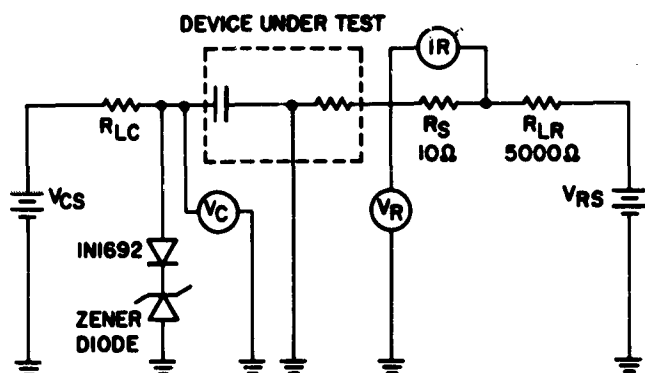 DEVICE UNDER TEST
IR
RLC
RS
10Ω
RLR
5000Ω
VCS
VC
VR
VRS
IN1692
ZENER
DIODE